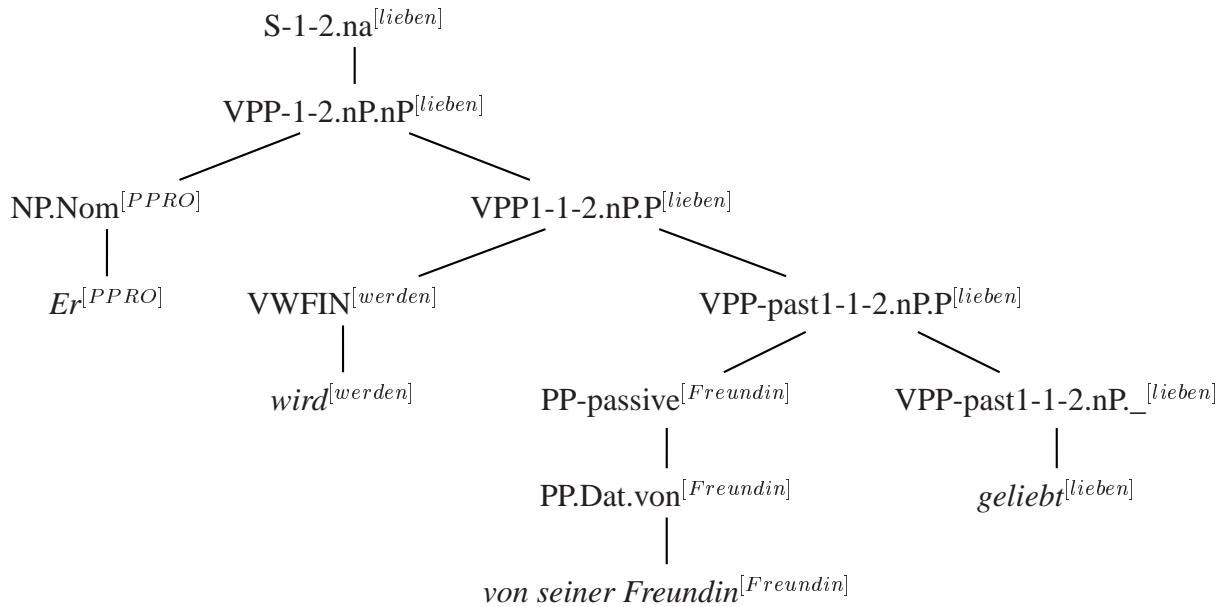 S-1-2.na[lieben]
VPP-1-2.nP.nP[lieben]
NP.Nom[PPRO] VPP1-1-2.nP.P[lieben]
Er[PPRO] VWFIN[werden] VPP-past1-1-2.nP.P[lieben]
wird[werden] PP-passive[Freundin] VPP-past1-1-2.nP._[lieben]
PP.Dat.von[Freundin] geliebt[lieben]
von seiner Freundin[Freundin]